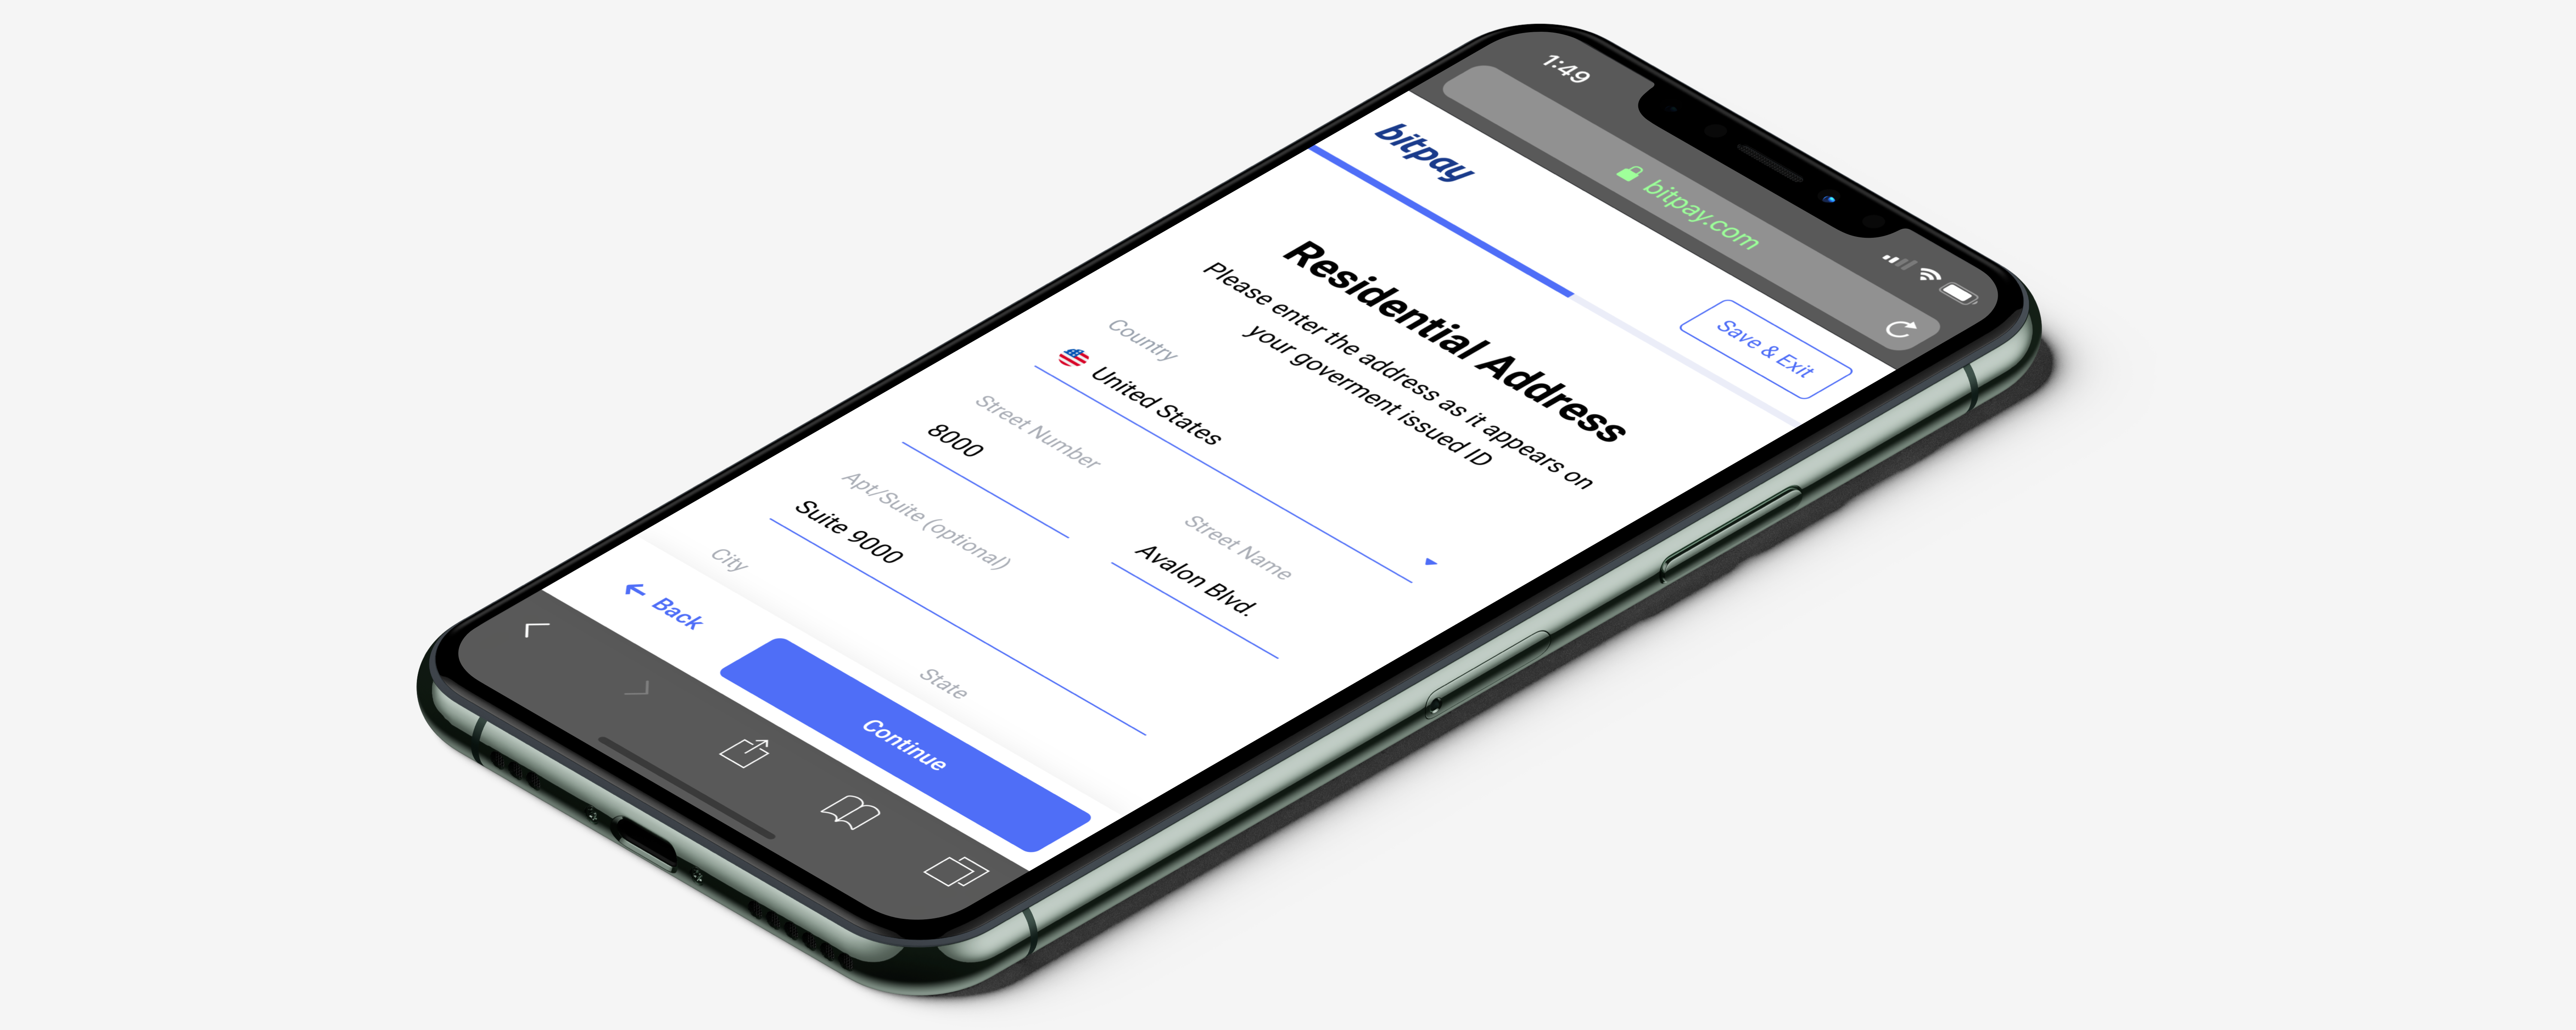 1:49
bitpay.com
bitpay
Save & Exit
Residential Address
Please enter the address as it appears on
your goverment issued ID
Country
United States
Street Number
Street Name
8000
Avalon Blvd.
Apt/Suite (optional)
Suite 9000
City
State
Back
Continue